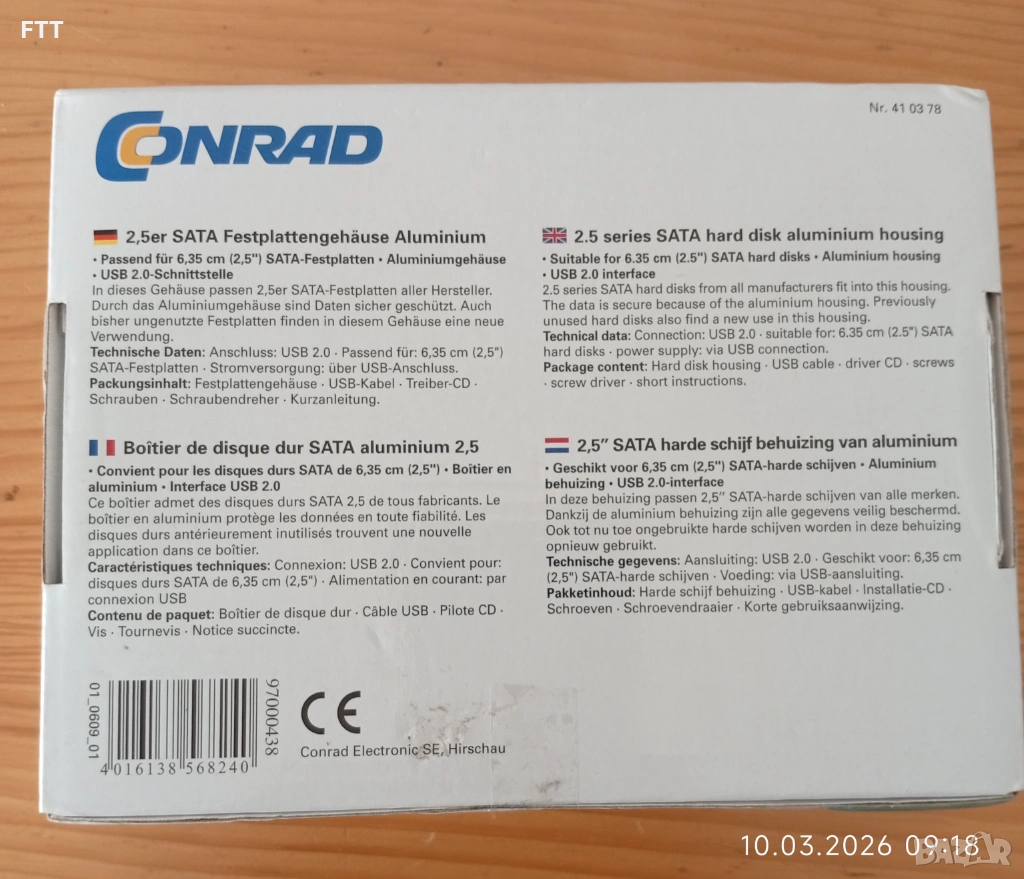 FTT
CONRAD
Nr. 41 03 78
2,5er SATA Festplattengehäuse Aluminium
· Passend für 6,35 cm (2,5") SATA-Festplatten · Aluminiumgehäuse
· USB 2.0-Schnittstelle
In dieses Gehäuse passen 2,5er SATA-Festplatten aller Hersteller.
Durch das Aluminiumgehäuse sind Daten sicher geschützt. Auch
bisher ungenutzte Festplatten finden in diesem Gehäuse eine neue
Verwendung.
Technische Daten: Anschluss: USB 2.0 · Passend für: 6,35 cm (2,5")
SATA-Festplatten · Stromversorgung: über USB-Anschluss.
Packungsinhalt: Festplattengehäuse · USB-Kabel · Treiber-CD ·
Schrauben · Schraubendreher · Kurzanleitung.
2.5 series SATA hard disk aluminium housing
· Suitable for 6.35 cm (2.5") SATA hard disks · Aluminium housing
· USB 2.0 interface
2.5 series SATA hard disks from all manufacturers fit into this housing.
The data is secure because of the aluminium housing. Previously
unused hard disks also find a new use in this housing.
Technical data: Connection: USB 2.0 · suitable for: 6.35 cm (2.5") SATA
hard disks · power supply: via USB connection.
Package content: Hard disk housing · USB cable · driver CD · screws
· screw driver · short instructions.
Boîtier de disque dur SATA aluminium 2,5
· Convient pour les disques durs SATA de 6,35 cm (2,5") · Boîtier en
aluminium · Interface USB 2.0
Ce boîtier admet des disques durs SATA 2,5 de tous fabricants. Le
boîtier en aluminium protège les données en toute fiabilité. Les
disques durs antérieurement inutilisés trouvent une nouvelle
application dans ce boîtier.
Caractéristiques techniques: Connexion: USB 2.0 · Convient pour:
disques durs SATA de 6,35 cm (2,5") · Alimentation en courant: par
connexion USB
Contenu de paquet: Boîtier de disque dur · Câble USB · Pilote CD ·
Vis · Tournevis · Notice succincte.
2,5" SATA harde schijf behuizing van aluminium
· Geschikt voor 6,35 cm (2,5") SATA-harde schijven · Aluminium
behuizing · USB 2.0-interface
In deze behuizing passen 2,5" SATA-harde schijven van alle merken.
Dankzij de aluminium behuizing zijn alle gegevens veilig beschermd.
Ook tot nu toe ongebruikte harde schijven worden in deze behuizing
opnieuw gebruikt.
Technische gegevens: Aansluiting: USB 2.0 · Geschikt voor: 6,35 cm
(2,5") SATA-harde schijven · Voeding: via USB-aansluiting.
Pakketinhoud: Harde schijf behuizing · USB-kabel · Installatie-CD ·
Schroeven · Schroevendraaier · Korte gebruiksaanwijzing.
01_0609_01
4 016138 568240
97000438
CE
Conrad Electronic SE, Hirschau
10.03.2026 09:18
BAZAR